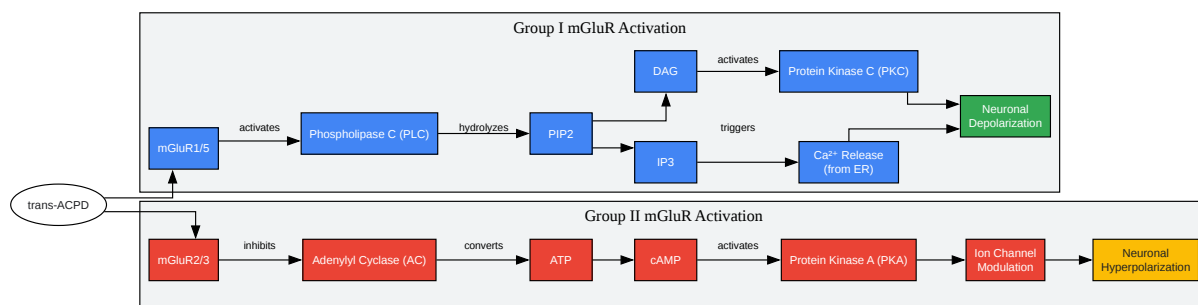 Group I mGluR Activation
DAG
activates
Protein Kinase C (PKC)
Neuronal
Depolarization
mGluR1/5
activates
Phospholipase C (PLC)
hydrolyzes
PIP2
IP3
triggers
Ca²⁺ Release
(from ER)
trans-ACPD
Group II mGluR Activation
mGluR2/3
inhibits
Adenylyl Cyclase (AC)
converts
ATP
cAMP
activates
Protein Kinase A (PKA)
Ion Channel
Modulation
Neuronal
Hyperpolarization